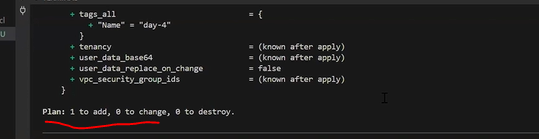 cl
U
+ tags_all = {
+ "Name" = "day-4"
}
+ tenancy = (known after apply)
+ user_data_base64 = (known after apply)
+ user_data_replace_on_change = false
+ vpc_security_group_ids = (known after apply)
}
Plan: 1 to add, 0 to change, 0 to destroy.